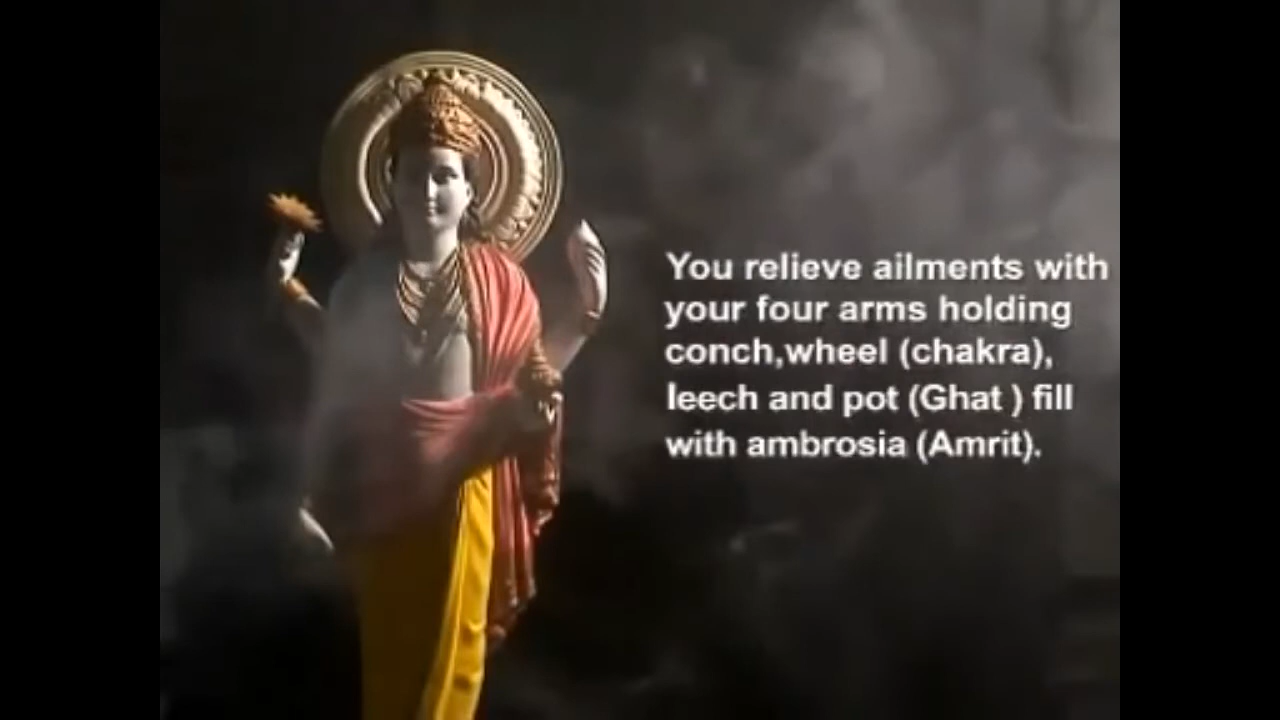 You relieve ailments with
your four arms holding
conch,wheel (chakra),
leech and pot (Ghat ) fill
with ambrosia (Amrit).